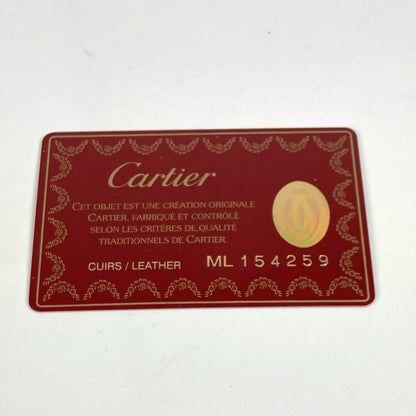 Cartier
CET OBJET EST UNE CRÉATION ORIGINALE
CARTIER, FABRIQUÉ ET CONTRÔLÉ
SELON LES CRITÈRES DE QUALITÉ
TRADITIONNELS DE CARTIER
CUIRS / LEATHER ML 154259